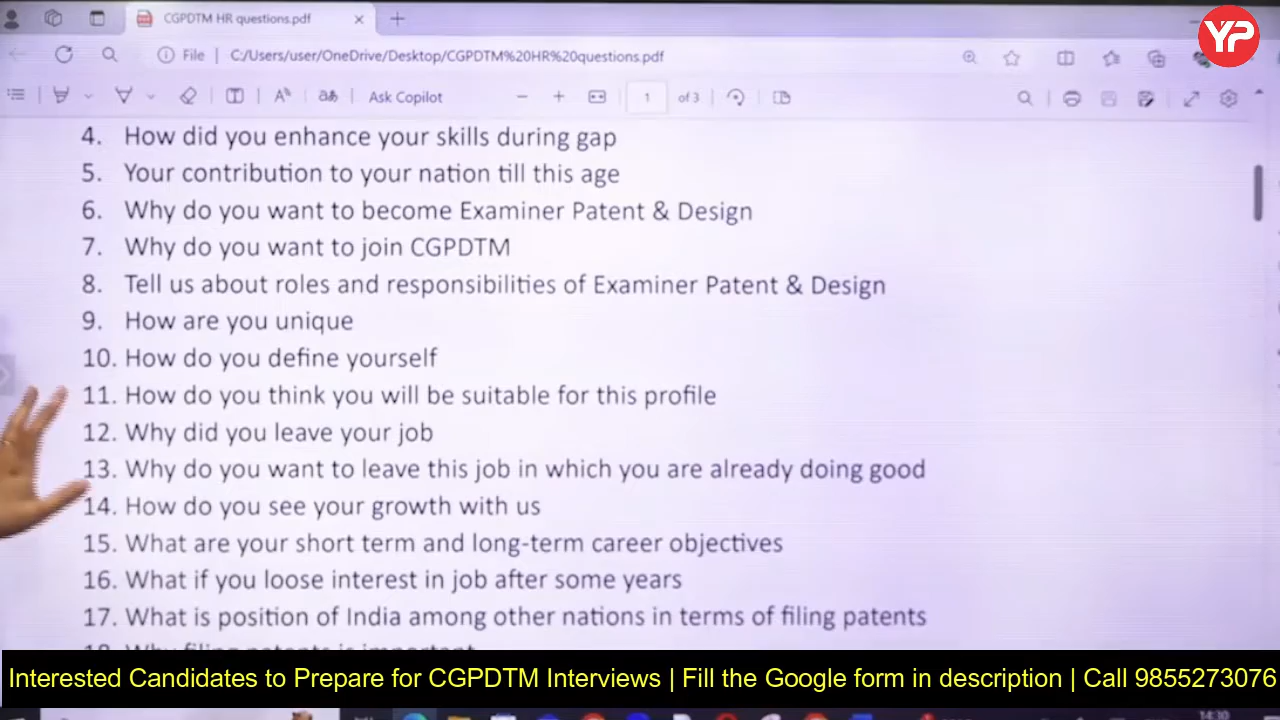 CGPDTM HR questions.pdf
YP
File | C:/Users/user/OneDrive/Desktop/CGPDTM%20HR%20questions.pdf
Ask Copilot
1 of 3
4. How did you enhance your skills during gap
5. Your contribution to your nation till this age
6. Why do you want to become Examiner Patent & Design
7. Why do you want to join CGPDTM
8. Tell us about roles and responsibilities of Examiner Patent & Design
9. How are you unique
10. How do you define yourself
11. How do you think you will be suitable for this profile
12. Why did you leave your job
13. Why do you want to leave this job in which you are already doing good
14. How do you see your growth with us
15. What are your short term and long-term career objectives
16. What if you loose interest in job after some years
17. What is position of India among other nations in terms of filing patents
18. Why filing patents is important
Interested Candidates to Prepare for CGPDTM Interviews | Fill the Google form in description | Call 9855273076
14:30